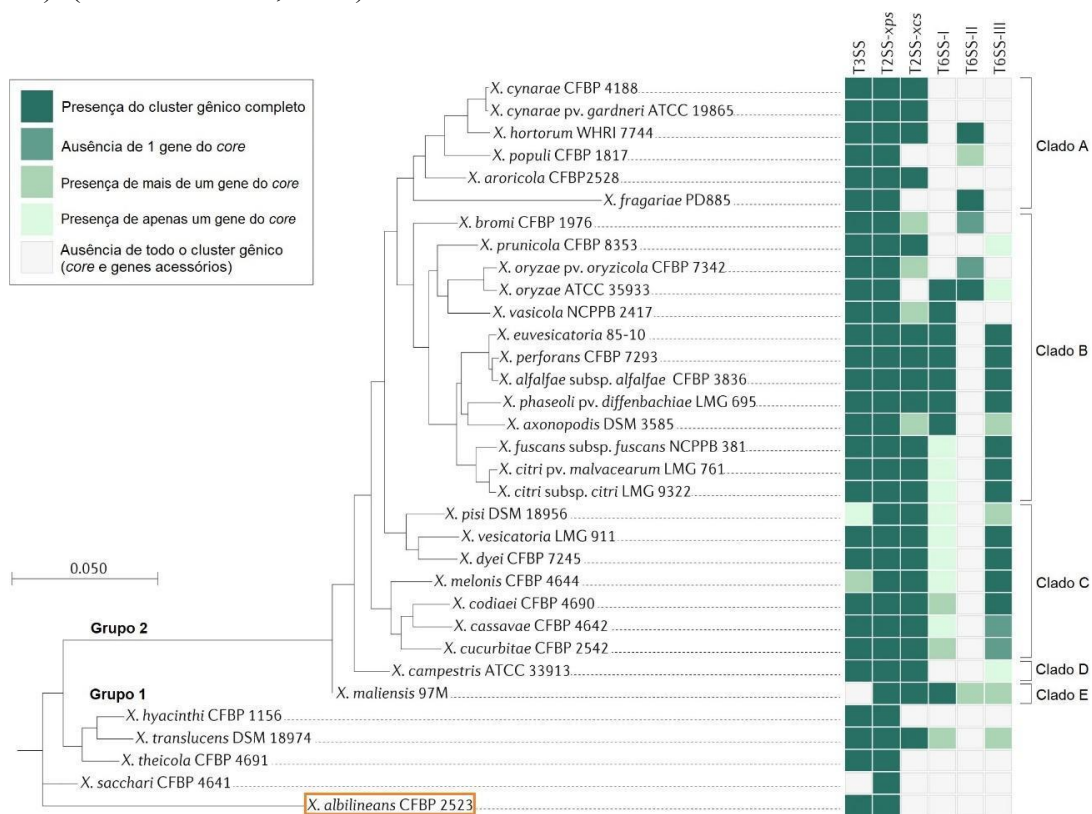 T3SS
T2SS-xps
T2SS-xcs
T6SS-I
T6SS-II
T6SS-III
Presença do cluster gênico completo
Ausência de 1 gene do core
Presença de mais de um gene do core
Presença de apenas um gene do core
Ausência de todo o cluster gênico
(core e genes acessórios)
X. cynarae CFBP 4188
X. cynarae pv. gardneri ATCC 19865
X. hortorum WHRI 7744
X. populi CFBP 1817
X. aroricola CFBP2528
X. fragariae PD885
Clado A
X. bromi CFBP 1976
X. prunicola CFBP 8353
X. oryzae pv. oryzicola CFBP 7342
X. oryzae ATCC 35933
X. vasicola NCPPB 2417
X. euvesicatoria 85-10
X. perforans CFBP 7293
X. alfalfae subsp. alfalfae CFBP 3836
X. phaseoli pv. diffenbachiae LMG 695
X. axonopodis DSM 3585
X. fuscans subsp. fuscans NCPPB 381
X. citri pv. malvacearum LMG 761
X. citri subsp. citri LMG 9322
Clado B
X. pisi DSM 18956
X. vesicatoria LMG 911
X. dyei CFBP 7245
X. melonis CFBP 4644
X. codiaei CFBP 4690
X. cassavae CFBP 4642
X. cucurbitae CFBP 2542
Clado C
X. campestris ATCC 33913
Clado D
X. maliensis 97M
Clado E
0.050
Grupo 2
Grupo 1
X. hyacinthi CFBP 1156
X. translucens DSM 18974
X. theicola CFBP 4691
X. sacchari CFBP 4641
X. albilineans CFBP 2523